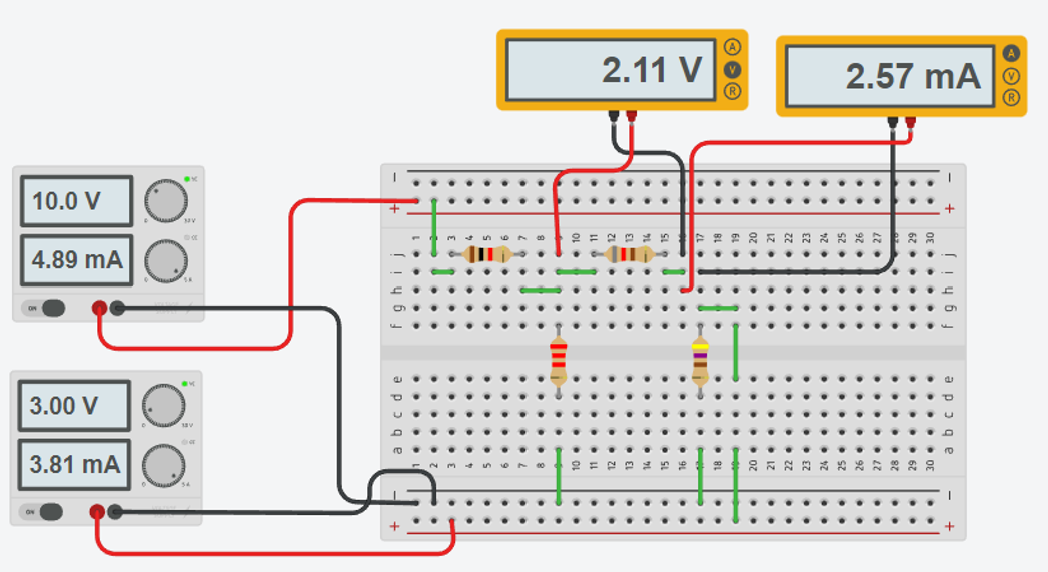 2.11 V
A
V
R
2.57 mA
A
V
R
10.0 V
4.89 mA
ON
3.00 V
3.81 mA
ON
+ +
1 2 3 4 5 6 7 8 9 10 11 12 13 14 15 16 17 18 19 20 21 22 23 24 25 26 27 28 29 30
j j
i i
h h
g g
f f
e e
d d
c c
b b
a a
1 2 3 4 5 6 7 8 9 10 11 12 13 14 15 16 17 18 19 20 21 22 23 24 25 26 27 28 29 30
+ +